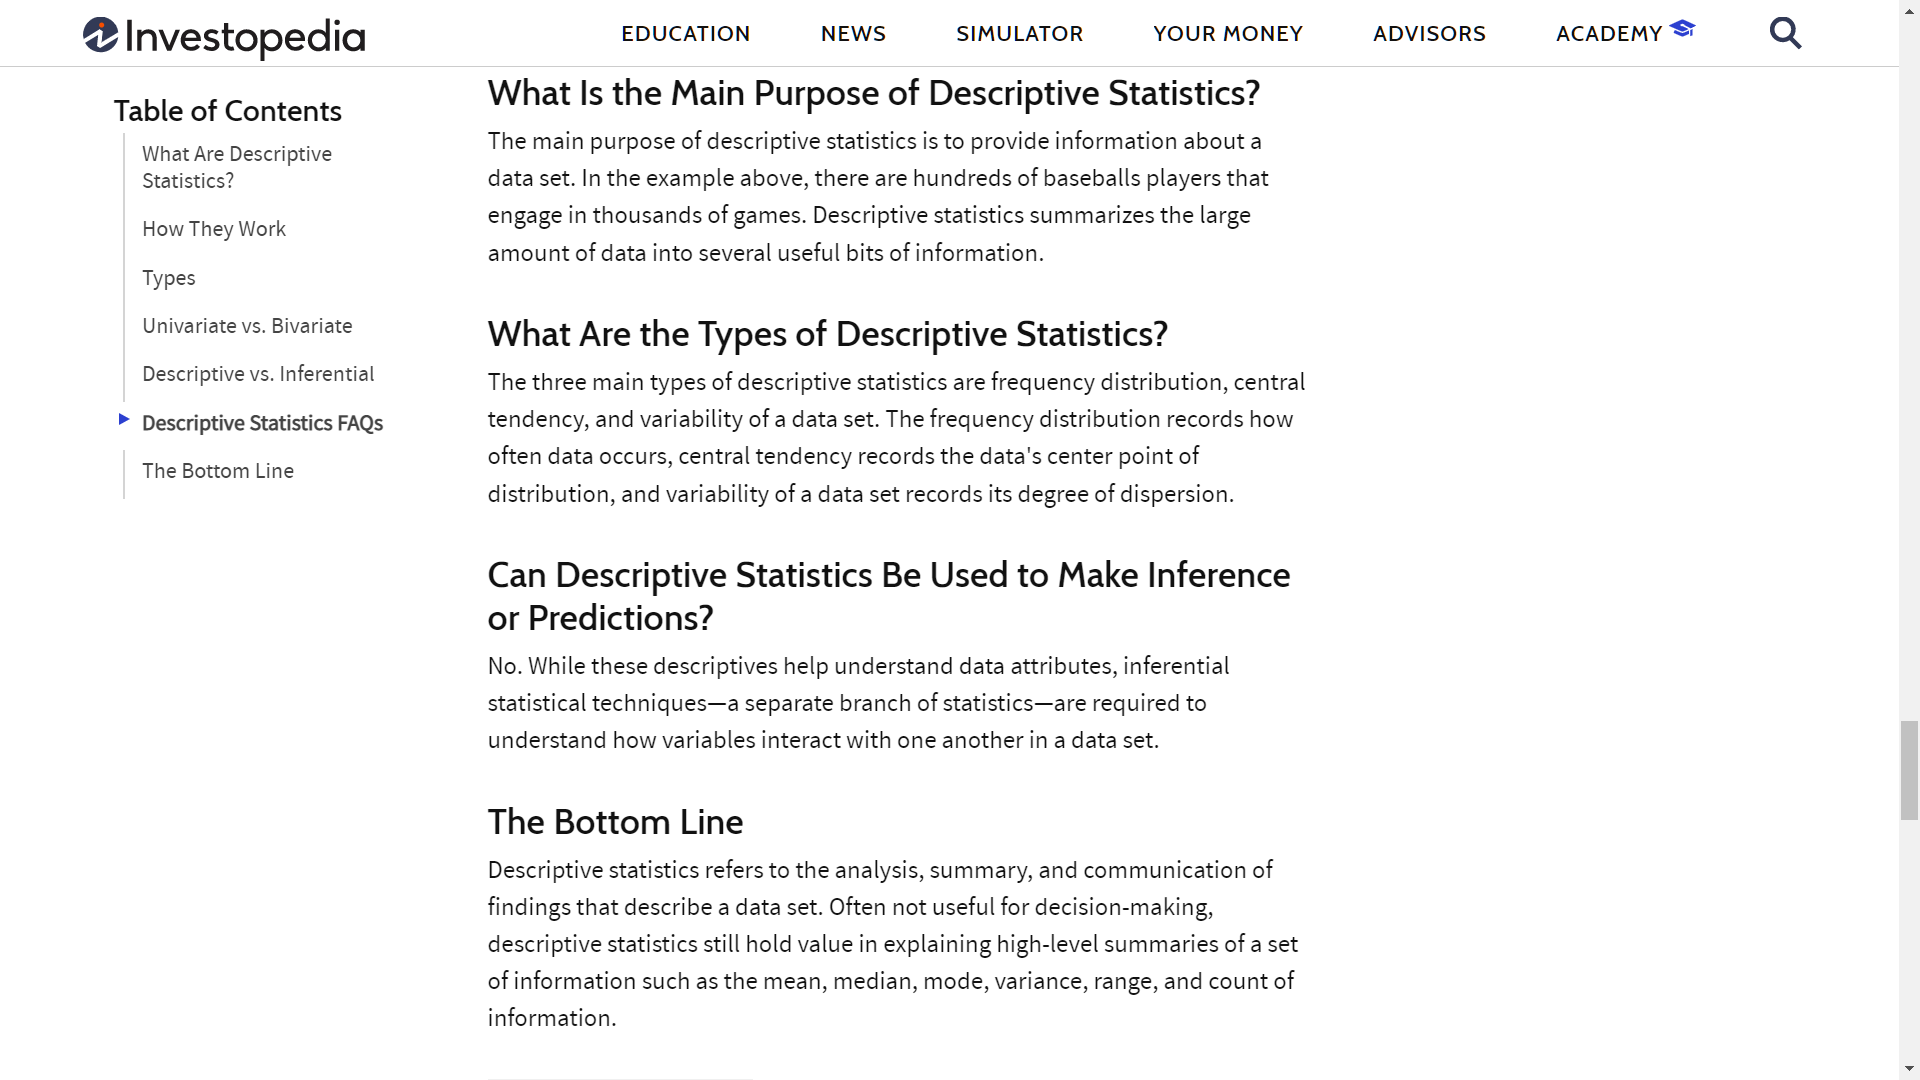 Investopedia
EDUCATION NEWS SIMULATOR YOUR MONEY ADVISORS ACADEMY
Table of Contents
What Are Descriptive
Statistics?
How They Work
Types
Univariate vs. Bivariate
Descriptive vs. Inferential
Descriptive Statistics FAQs
The Bottom Line
What Is the Main Purpose of Descriptive Statistics?
The main purpose of descriptive statistics is to provide information about a
data set. In the example above, there are hundreds of baseballs players that
engage in thousands of games. Descriptive statistics summarizes the large
amount of data into several useful bits of information.
What Are the Types of Descriptive Statistics?
The three main types of descriptive statistics are frequency distribution, central
tendency, and variability of a data set. The frequency distribution records how
often data occurs, central tendency records the data's center point of
distribution, and variability of a data set records its degree of dispersion.
Can Descriptive Statistics Be Used to Make Inference
or Predictions?
No. While these descriptives help understand data attributes, inferential
statistical techniques—a separate branch of statistics—are required to
understand how variables interact with one another in a data set.
The Bottom Line
Descriptive statistics refers to the analysis, summary, and communication of
findings that describe a data set. Often not useful for decision-making,
descriptive statistics still hold value in explaining high-level summaries of a set
of information such as the mean, median, mode, variance, range, and count of
information.